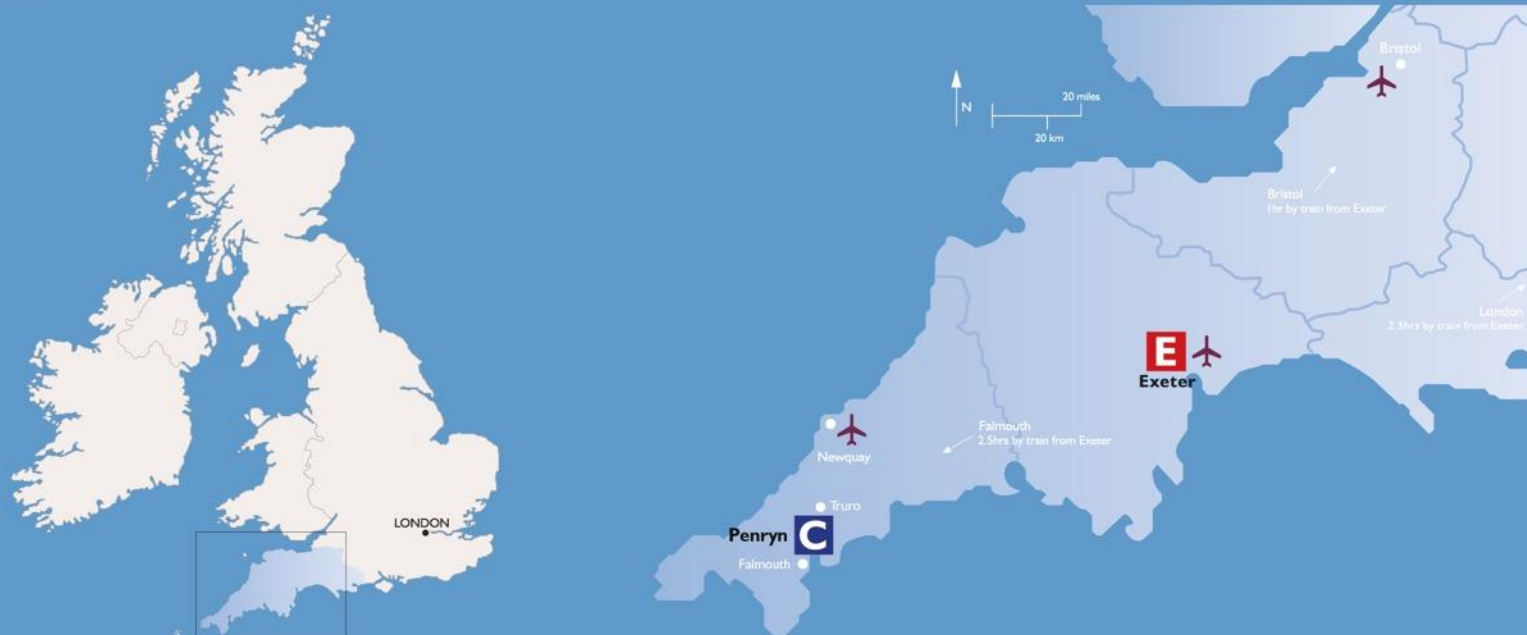 LONDON
N
20 miles
20 km
Bristol
Bristol
1hr by train from Exeter
London
2.5hrs by train from Exeter
E
Exeter
Falmouth
2.5hrs by train from Exeter
Newquay
Truro
Penryn
C
Falmouth